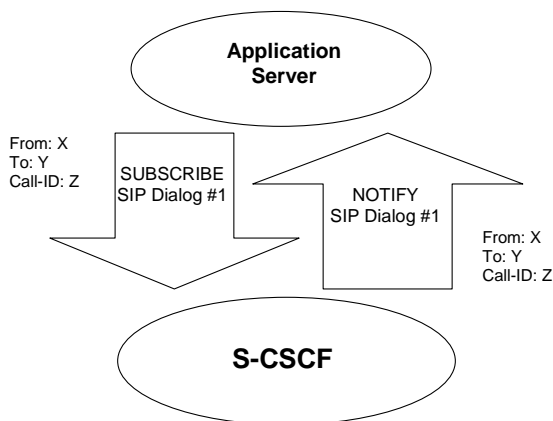 Application
Server
From: X
To: Y
Call-ID: Z
SUBSCRIBE
SIP Dialog #1
NOTIFY
SIP Dialog #1
From: X
To: Y
Call-ID: Z
S-CSCF